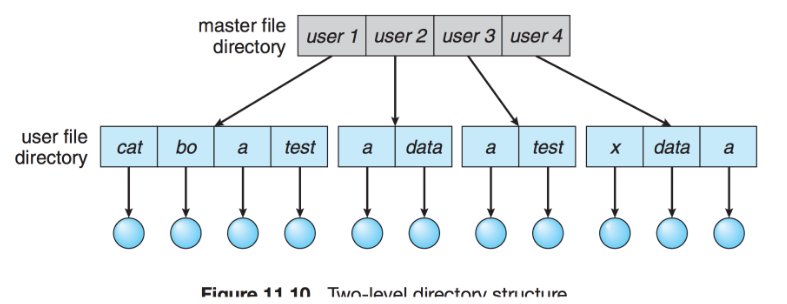 master file
directory
user 1 user 2 user 3 user 4
user file
directory
cat bo a test a data a test x data a
Figure 11.10 Two-level directory structure